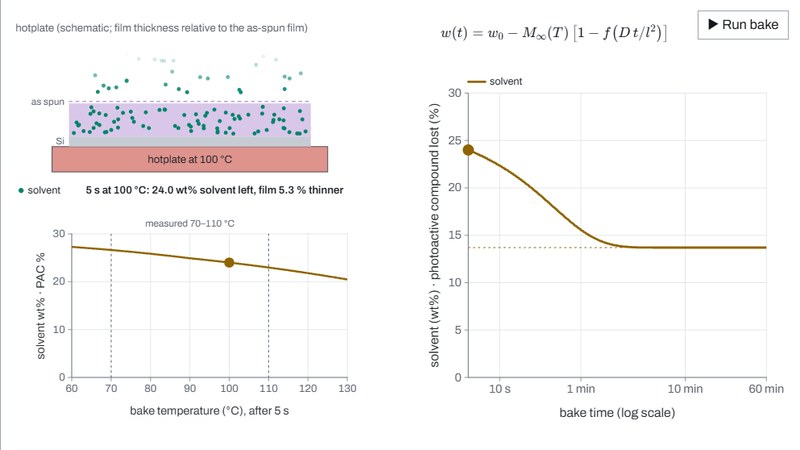 hotplate (schematic; film thickness relative to the as-spun film)
w(t) = w₀ − M∞(T) [1 − f(D t/l²)]
▶ Run bake
as spun
Si
hotplate at 100 °C
solvent
5 s at 100 °C: 24.0 wt% solvent left, film 5.3 % thinner
measured 70–110 °C
solvent wt% · PAC %
30
20
10
0
60 70 80 90 100 110 120 130
bake temperature (°C), after 5 s
solvent
solvent (wt%) · photoactive compound lost (%)
30
25
20
15
10
5
0
10 s 1 min 10 min 60 min
bake time (log scale)